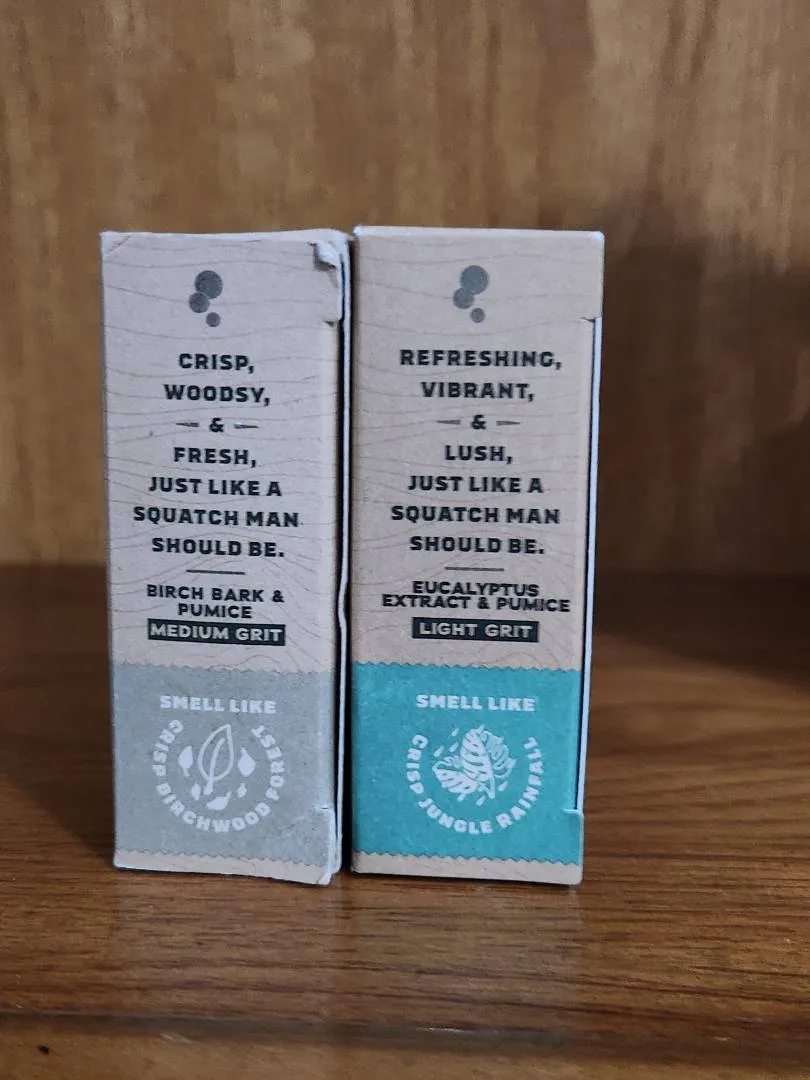 CRISP,
WOODSY,
&
FRESH,
JUST LIKE A
SQUATCH MAN
SHOULD BE.
BIRCH BARK &
PUMICE
MEDIUM GRIT
SMELL LIKE
CRISP BIRCHWOOD FOREST
REFRESHING,
VIBRANT,
&
LUSH,
JUST LIKE A
SQUATCH MAN
SHOULD BE.
EUCALYPTUS
EXTRACT & PUMICE
LIGHT GRIT
SMELL LIKE
CRISP JUNGLE RAINFALL